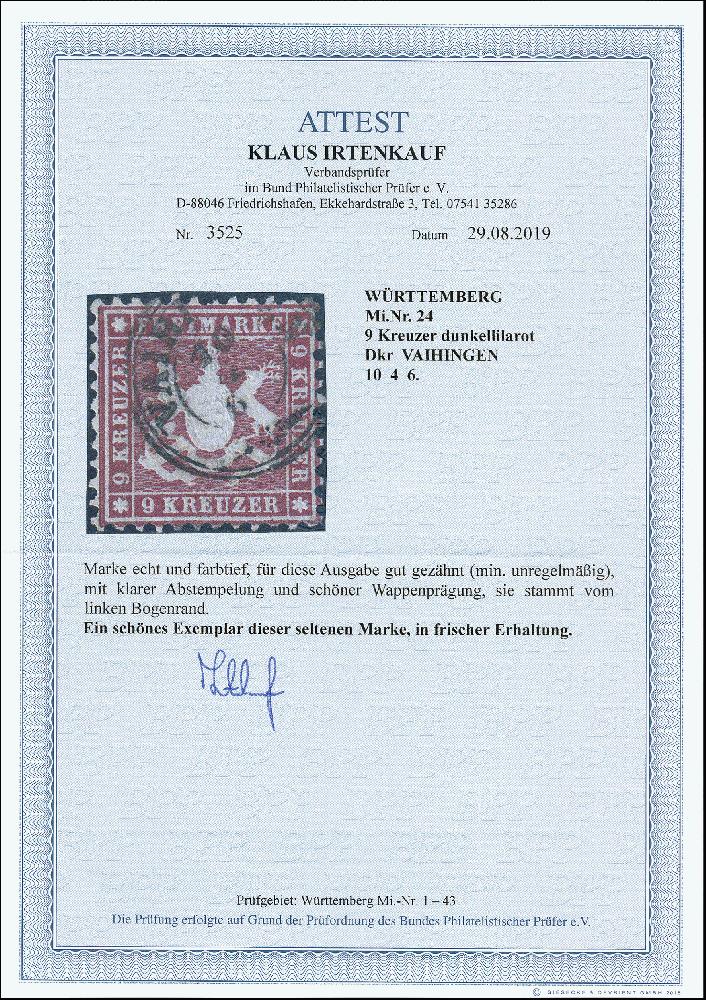 ATTEST
KLAUS IRTENKAUF
Verbandsprüfer
im Bund Philatelistischer Prüfer e. V.
D-88046 Friedrichshafen, Ekkehardstraße 3, Tel. 07541 35286
Nr. 3525 Datum 29.08.2019
WÜRTTEMBERG
Mi.Nr. 24
9 Kreuzer dunkellilarot
Dkr VAIHINGEN
10 4 6.
9 KREUZER
9 KREUZER
9 KREUZER
Marke echt und farbtief, für diese Ausgabe gut gezähnt (min. unregelmäßig),
mit klarer Abstempelung und schöner Wappenprägung, sie stammt vom
linken Bogenrand.
Ein schönes Exemplar dieser seltenen Marke, in frischer Erhaltung.
Prüfgebiet: Württemberg Mi.-Nr. 1 – 43
Die Prüfung erfolgte auf Grund der Prüfordnung des Bundes Philatelistischer Prüfer e.V.
© GIESECKE & DEVRIENT GMBH